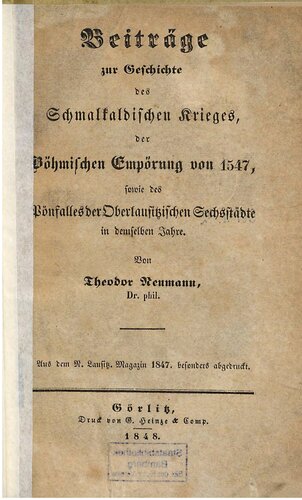 Beiträge
zur Geschichte
des
Schmalkaldischen Krieges,
der
Böhmischen Empörung von 1547,
sowie des
Pönfalles der Oberlausitzischen Sechsstädte
in demselben Jahre.
Von
Theodor Neumann,
Dr. phil.
Aus dem N. Lausitz. Magazin 1847. besonders abgedruckt.
Görlitz,
Druck von G. Heinze & Comp.
1848.
Staatsbibliothek
Bamberg